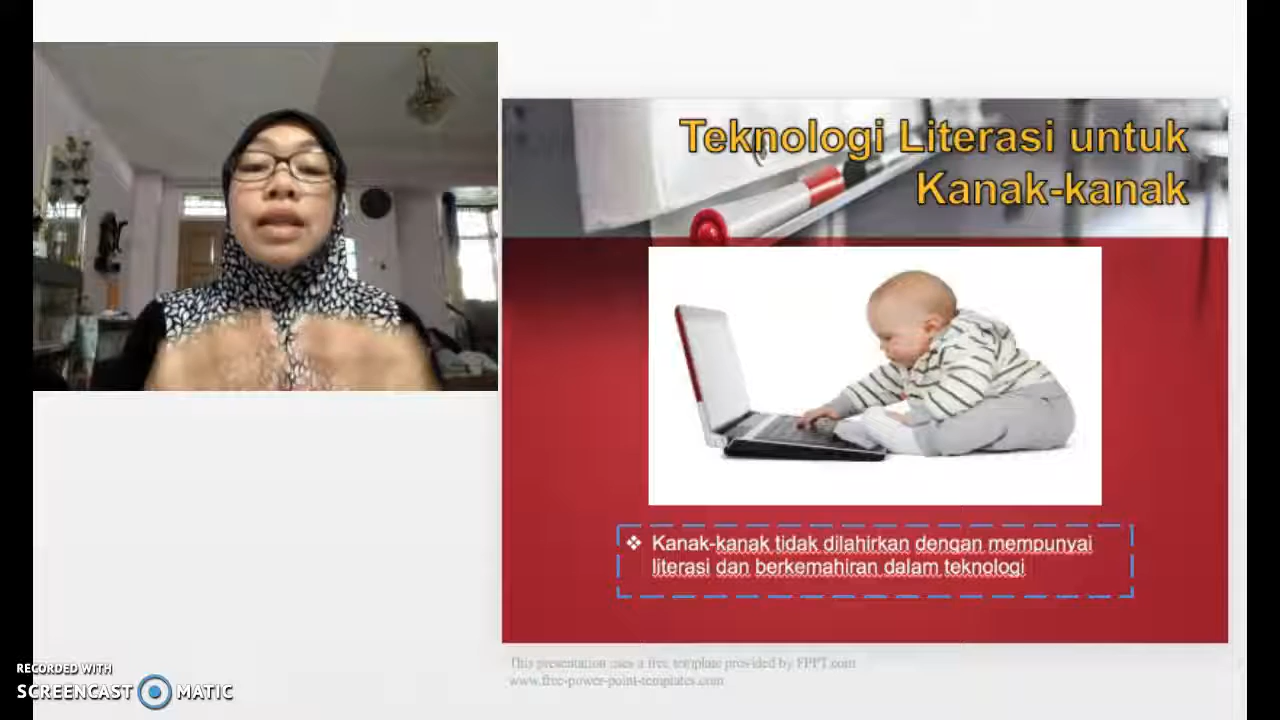 Teknologi Literasi untuk
Kanak-kanak
❖ Kanak-kanak tidak dilahirkan dengan mempunyai
literasi dan berkemahiran dalam teknologi
This presentation uses a free template provided by FPPT.com
www.free-power-point-templates.com
RECORDED WITH
SCREENCAST MATIC